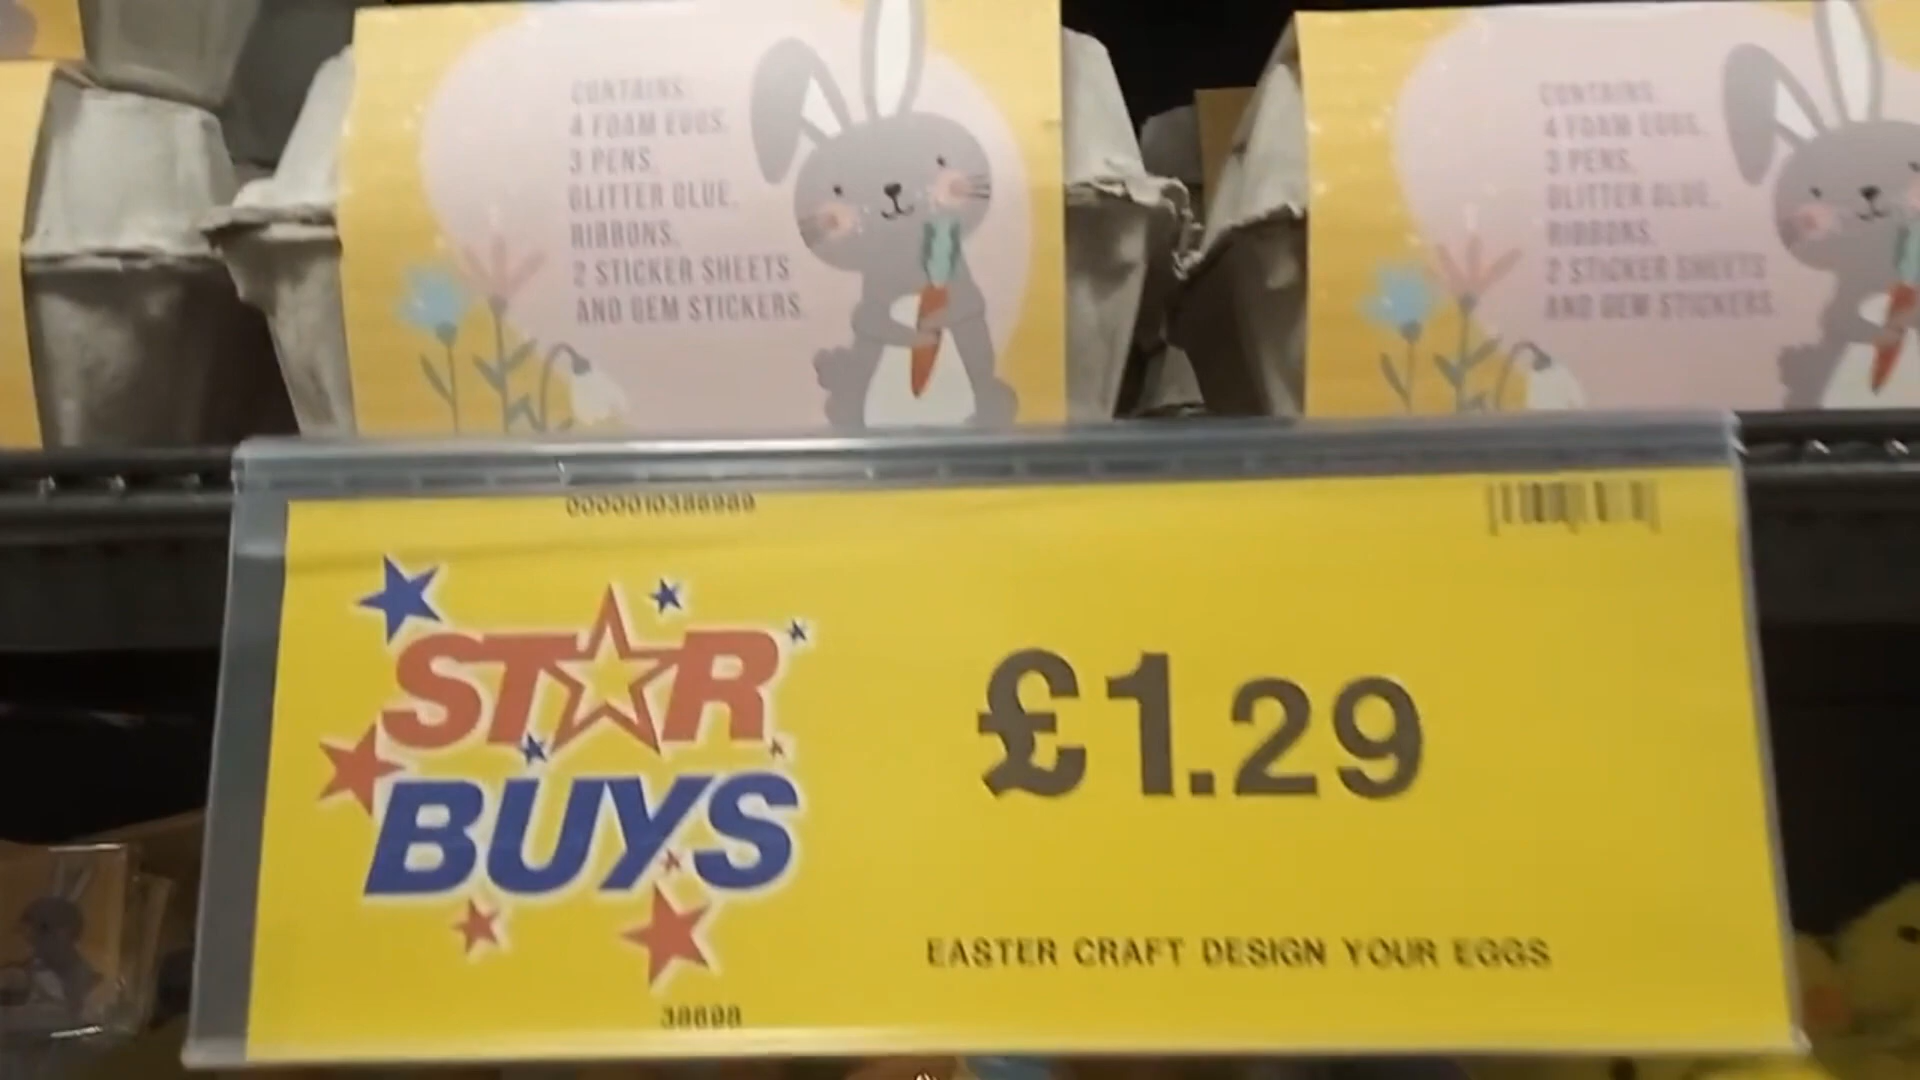 CONTAINS:
4 FOAM EGGS,
3 PENS,
GLITTER GLUE,
RIBBONS,
2 STICKER SHEETS
AND GEM STICKERS.
CONTAINS:
4 FOAM EGGS,
3 PENS,
GLITTER GLUE,
RIBBONS,
2 STICKER SHEETS
AND GEM STICKERS.
0000010386989
STAR
BUYS
£1.29
EASTER CRAFT DESIGN YOUR EGGS